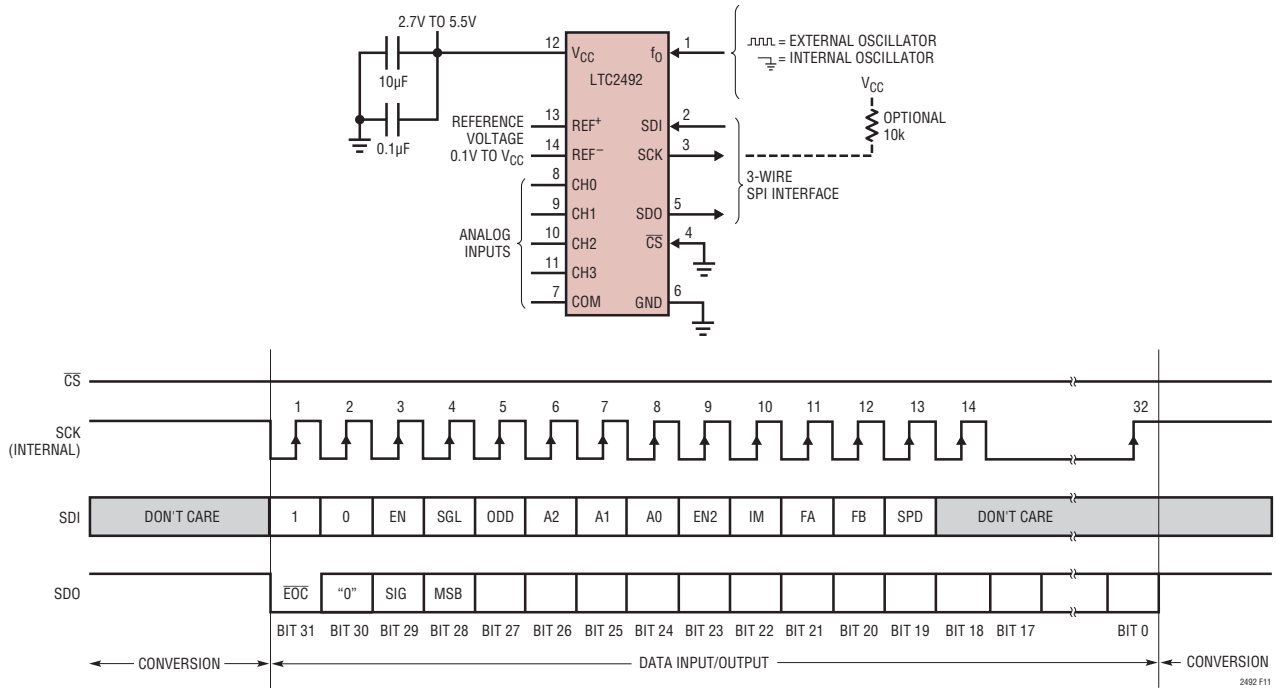 2.7V TO 5.5V
10µF
0.1µF
REFERENCE
VOLTAGE
0.1V TO VCC
ANALOG
INPUTS
12
13
14
8
9
10
11
7
VCC
LTC2492
REF+
REF–
CH0
CH1
CH2
CH3
COM
fO
SDI
SCK
SDO
CS
GND
1
2
3
5
4
6
= EXTERNAL OSCILLATOR
= INTERNAL OSCILLATOR
VCC
OPTIONAL
10k
3-WIRE
SPI INTERFACE
CS
SCK
(INTERNAL)
1 2 3 4 5 6 7 8 9 10 11 12 13 14 32
SDI
DON'T CARE 1 0 EN SGL ODD A2 A1 A0 EN2 IM FA FB SPD DON'T CARE
SDO
EOC “0” SIG MSB
BIT 31 BIT 30 BIT 29 BIT 28 BIT 27 BIT 26 BIT 25 BIT 24 BIT 23 BIT 22 BIT 21 BIT 20 BIT 19 BIT 18 BIT 17 BIT 0
CONVERSION DATA INPUT/OUTPUT CONVERSION
2492 F11